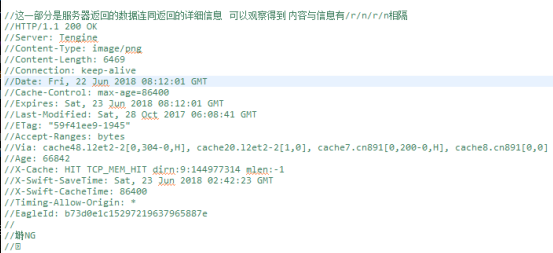 //这一部分是服务器返回的数据连同返回的详细信息 可以观察得到 内容与信息有/r/n/r/n相隔
//HTTP/1.1 200 OK
//Server: Tengine
//Content-Type: image/png
//Content-Length: 6469
//Connection: keep-alive
//Date: Fri, 22 Jun 2018 08:12:01 GMT
//Cache-Control: max-age=86400
//Expires: Sat, 23 Jun 2018 08:12:01 GMT
//Last-Modified: Sat, 28 Oct 2017 06:08:41 GMT
//ETag: "59f41ee9-1945"
//Accept-Ranges: bytes
//Via: cache48.l2et2-2[0,304-0,H], cache20.l2et2-2[1,0], cache7.cn891[0,200-0,H], cache8.cn891[0,0]
//Age: 66842
//X-Cache: HIT TCP_MEM_HIT dirn:9:144977314 mlen:-1
//X-Swift-SaveTime: Sat, 23 Jun 2018 02:42:23 GMT
//X-Swift-CacheTime: 86400
//Timing-Allow-Origin: *
//EagleId: b73d0e1c15297219637965887e
//
//塒NG
//